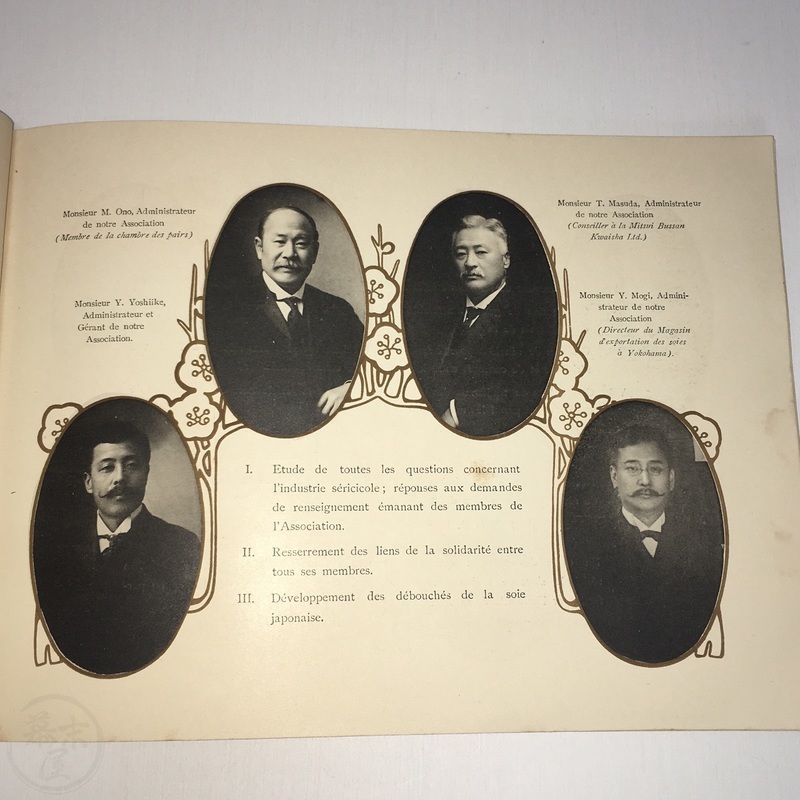 Monsieur M. Ono, Administrateur
de notre Association
(Membre de la chambre des pairs)
Monsieur Y. Yoshiike,
Administrateur et
Gérant de notre
Association.
Monsieur T. Masuda, Administrateur
de notre Association
(Conseiller à la Mitsui Bussan
Kwaisha Ltd.)
Monsieur Y. Mogi, Admini-
strateur de notre
Association
(Directeur du Magasin
d'exportation des soies
à Yokohama).
I. Etude de toutes les questions concernant
l'industrie séricicole ; répouses aux demandes
de renseignement émanant des membres de
l'Association.
II. Resserrement des liens de la solidarité entre
tous ses membres.
III. Développement des débouchés de la soie
japonaise.